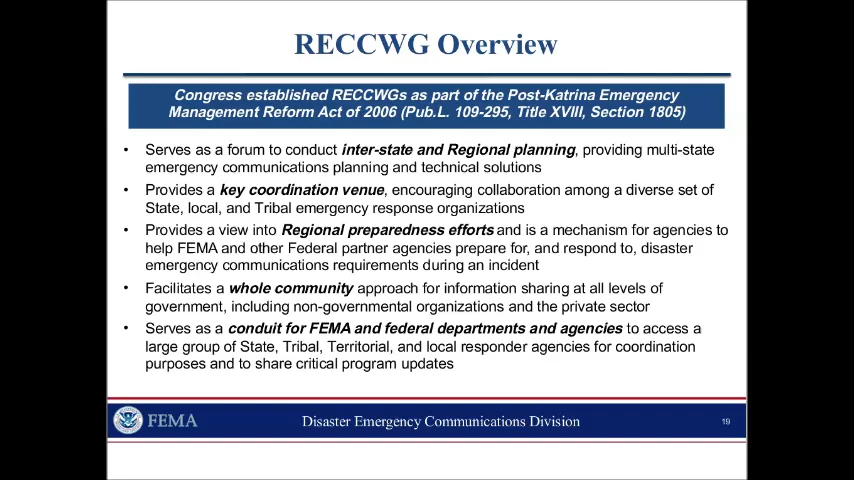 RECCWG Overview
Congress established RECCWGs as part of the Post-Katrina Emergency
Management Reform Act of 2006 (Pub.L. 109-295, Title XVIII, Section 1805)
• Serves as a forum to conduct inter-state and Regional planning, providing multi-state
emergency communications planning and technical solutions
• Provides a key coordination venue, encouraging collaboration among a diverse set of
State, local, and Tribal emergency response organizations
• Provides a view into Regional preparedness efforts and is a mechanism for agencies to
help FEMA and other Federal partner agencies prepare for, and respond to, disaster
emergency communications requirements during an incident
• Facilitates a whole community approach for information sharing at all levels of
government, including non-governmental organizations and the private sector
• Serves as a conduit for FEMA and federal departments and agencies to access a
large group of State, Tribal, Territorial, and local responder agencies for coordination
purposes and to share critical program updates
FEMA
Disaster Emergency Communications Division
19